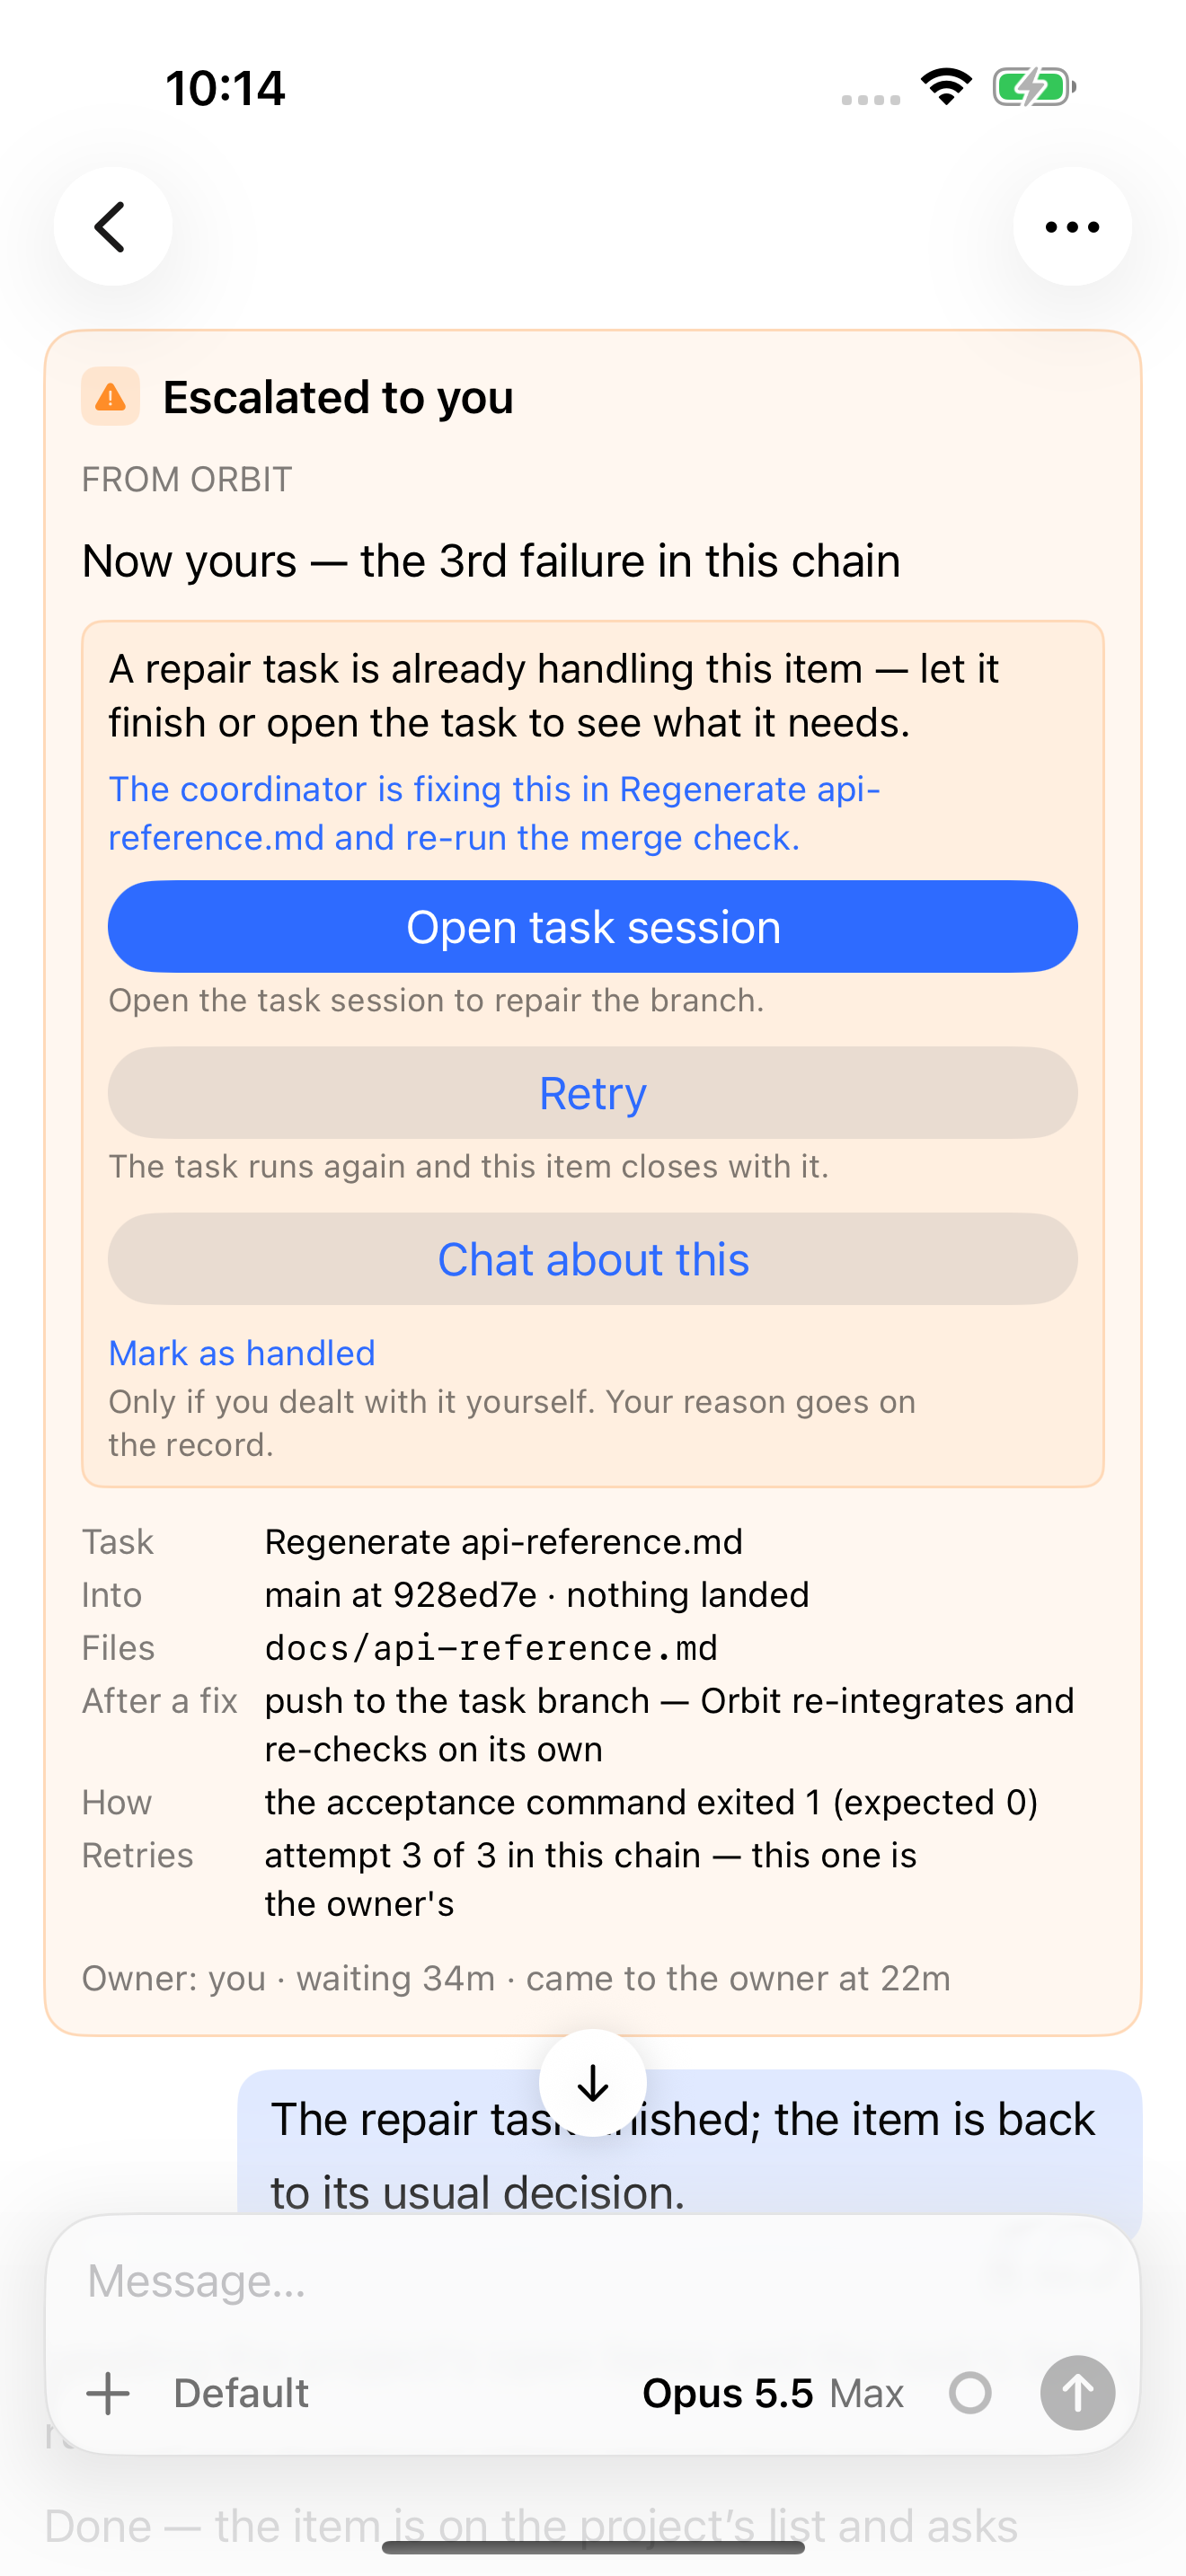 10:14
Escalated to you
FROM ORBIT
Now yours — the 3rd failure in this chain
A repair task is already handling this item — let it
finish or open the task to see what it needs.
The coordinator is fixing this in Regenerate api-
reference.md and re-run the merge check.
Open task session
Open the task session to repair the branch.
Retry
The task runs again and this item closes with it.
Chat about this
Mark as handled
Only if you dealt with it yourself. Your reason goes on
the record.
Task Regenerate api-reference.md
Into main at 928ed7e · nothing landed
Files docs/api-reference.md
After a fix push to the task branch — Orbit re-integrates and
re-checks on its own
How the acceptance command exited 1 (expected 0)
Retries attempt 3 of 3 in this chain — this one is
the owner's
Owner: you · waiting 34m · came to the owner at 22m
The repair task; the item is back
to its usual decision.
Message...
Default Opus 5.5 Max
Done — the item is on the project's list and asks